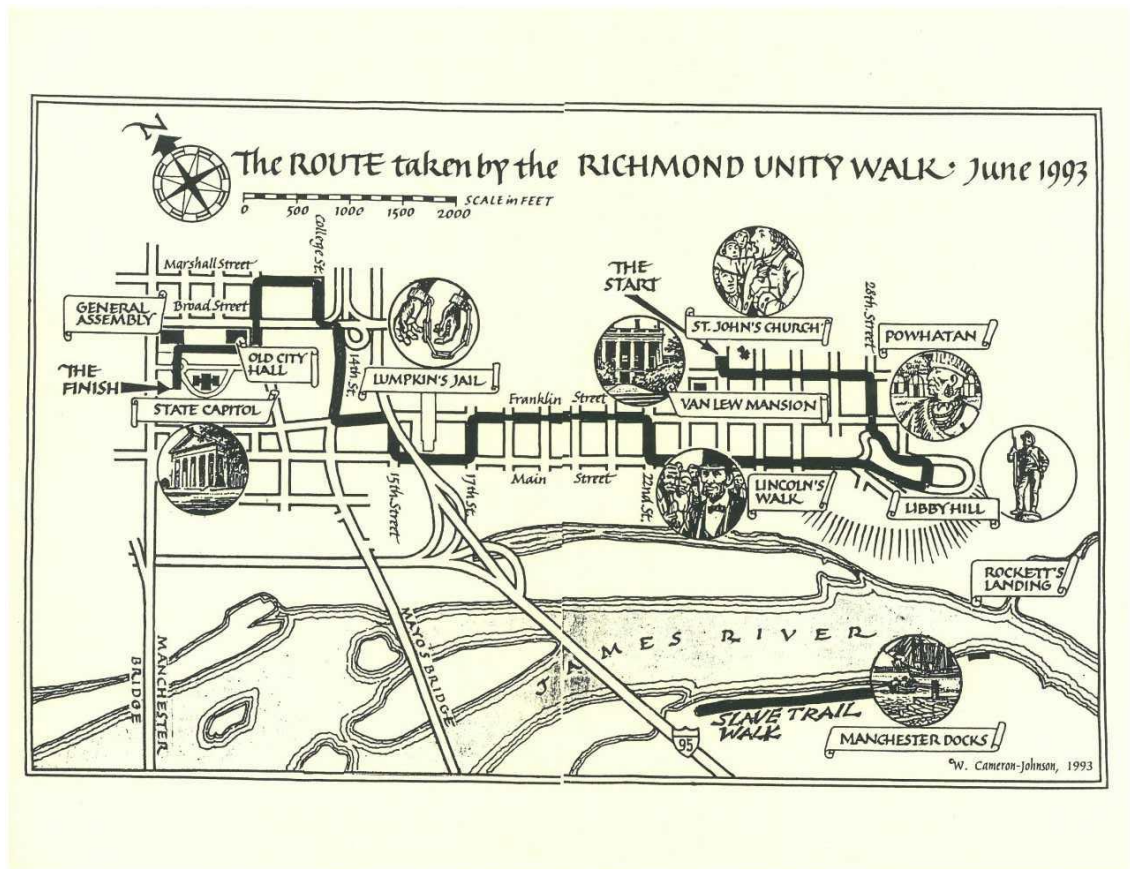 N
The ROUTE taken by the RICHMOND UNITY WALK · June 1993
0 500 1000 1500 2000 SCALE in FEET
College St.
Marshall Street
Broad Street
GENERAL
ASSEMBLY
OLD CITY
HALL
THE
FINISH
STATE CAPITOL
14th St.
LUMPKIN'S JAIL
THE
START
ST. JOHN'S CHURCH
28th Street
POWHATAN
VAN LEW MANSION
Franklin Street
Main Street
15th Street
17th St.
22nd St.
LINCOLN'S
WALK
LIBBY HILL
ROCKETT'S
LANDING
JAMES RIVER
MANCHESTER
BRIDGE
MAYO'S BRIDGE
95
SLAVE TRAIL
WALK
MANCHESTER DOCKS
©W. Cameron-Johnson, 1993